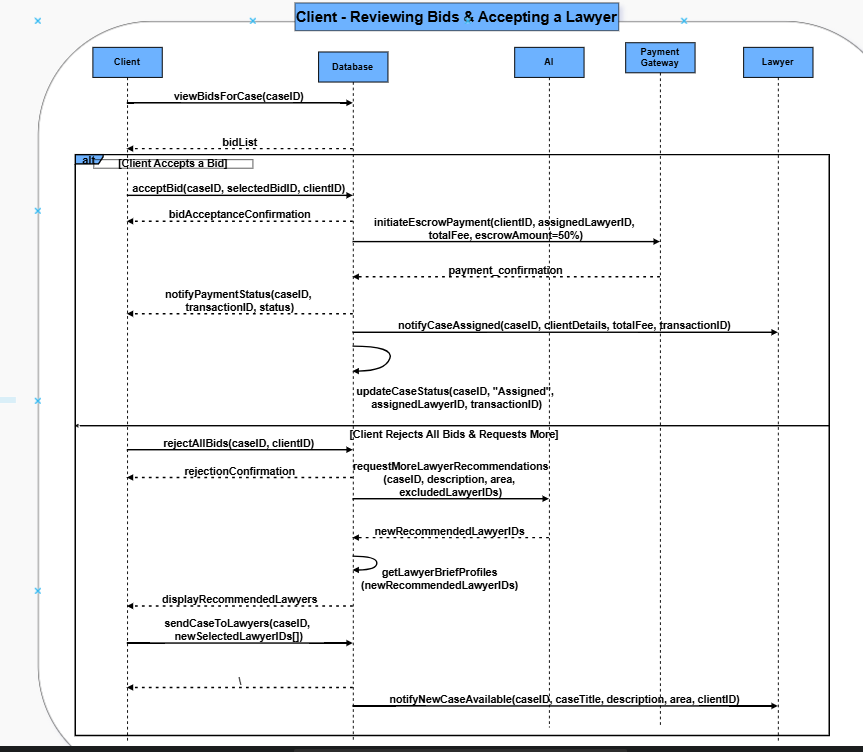 Client - Reviewing Bids & Accepting a Lawyer
Client
Database
AI
Payment
Gateway
Lawyer
viewBidsForCase(caseID)
bidList
alt
[Client Accepts a Bid]
acceptBid(caseID, selectedBidID, clientID)
bidAcceptanceConfirmation
initiateEscrowPayment(clientID, assignedLawyerID,
totalFee, escrowAmount=50%)
payment_confirmation
notifyPaymentStatus(caseID,
transactionID, status)
notifyCaseAssigned(caseID, clientDetails, totalFee, transactionID)
updateCaseStatus(caseID, "Assigned",
assignedLawyerID, transactionID)
[Client Rejects All Bids & Requests More]
rejectAllBids(caseID, clientID)
rejectionConfirmation
requestMoreLawyerRecommendations
(caseID, description, area,
excludedLawyerIDs)
newRecommendedLawyerIDs
getLawyerBriefProfiles
(newRecommendedLawyerIDs)
displayRecommendedLawyers
sendCaseToLawyers(caseID,
newSelectedLawyerIDs[])
\
notifyNewCaseAvailable(caseID, caseTitle, description, area, clientID)